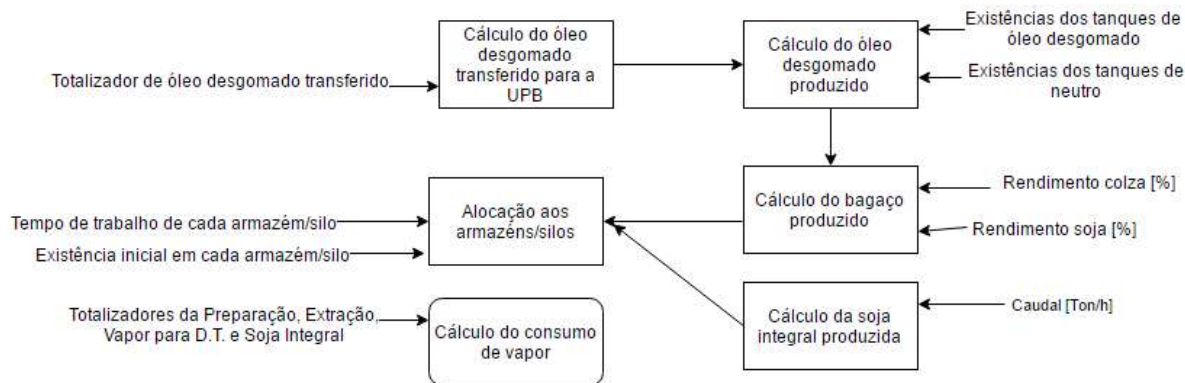 Totalizador de óleo desgomado transferido
Cálculo do óleo
desgomado
transferido para a
UPB
Cálculo do óleo
desgomado
produzido
Existências dos tanques de
óleo desgomado
Existências dos tanques de
neutro
Tempo de trabalho de cada armazém/silo
Existência inicial em cada armazém/silo
Alocação aos
armazéns/silos
Cálculo do bagaço
produzido
Rendimento colza [%]
Rendimento soja [%]
Totalizadores da Preparação, Extração,
Vapor para D.T. e Soja Integral
Cálculo do consumo
de vapor
Cálculo da soja
integral produzida
Caudal [Ton/h]